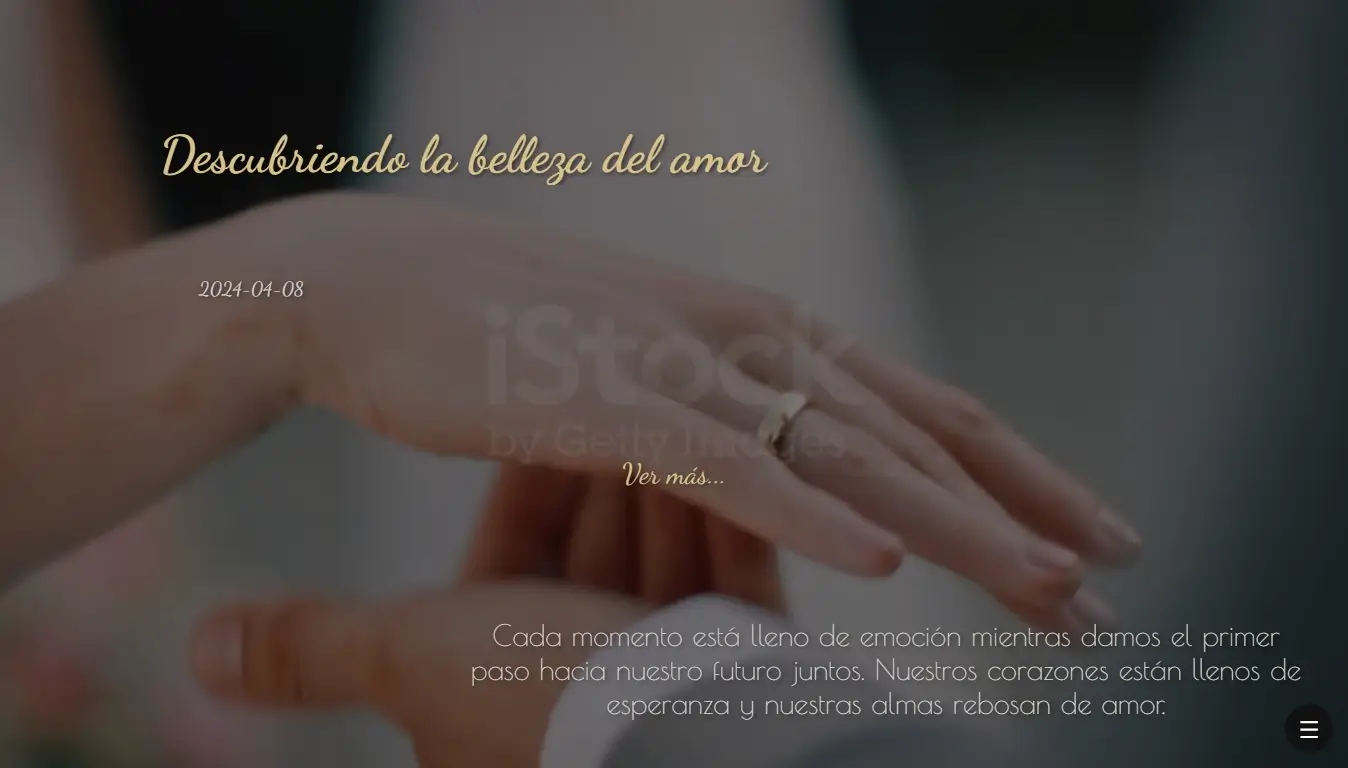 Descubriendo la belleza del amor
2024-04-08
iStock
by Getty Images
Ver más...
Cada momento está lleno de emoción mientras damos el primer
paso hacia nuestro futuro juntos. Nuestros corazones están llenos de
esperanza y nuestras almas rebosan de amor.